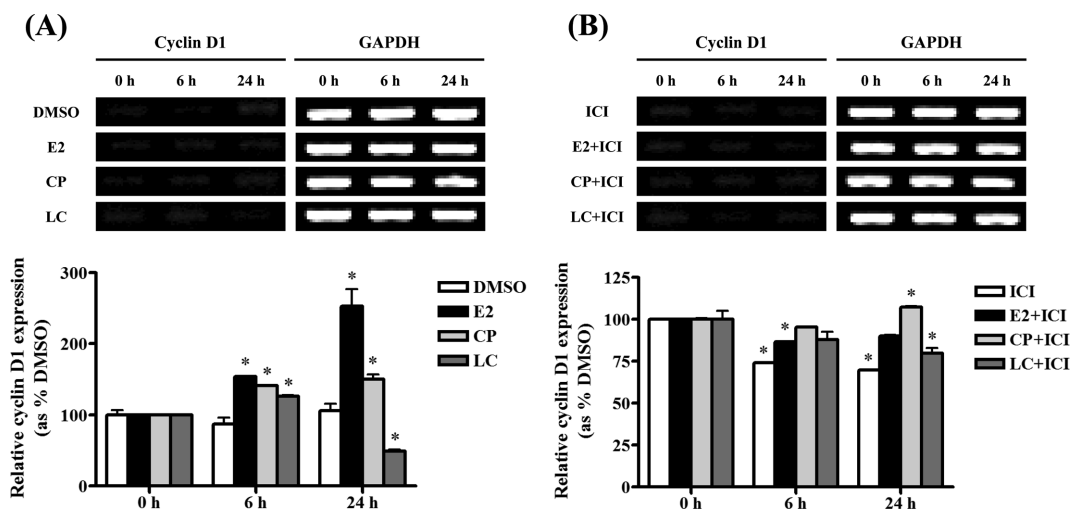 (A)
Cyclin D1 GAPDH
0 h 6 h 24 h 0 h 6 h 24 h
DMSO
E2
CP
LC
Relative cyclin D1 expression
(as % DMSO)
300
200
100
0
* * *
* * *
DMSO
E2
CP
LC
0 h 6 h 24 h
(B)
Cyclin D1 GAPDH
0 h 6 h 24 h 0 h 6 h 24 h
ICI
E2+ICI
CP+ICI
LC+ICI
Relative cyclin D1 expression
(as % DMSO)
125
100
75
50
25
0
* *
* * *
ICI
E2+ICI
CP+ICI
LC+ICI
0 h 6 h 24 h